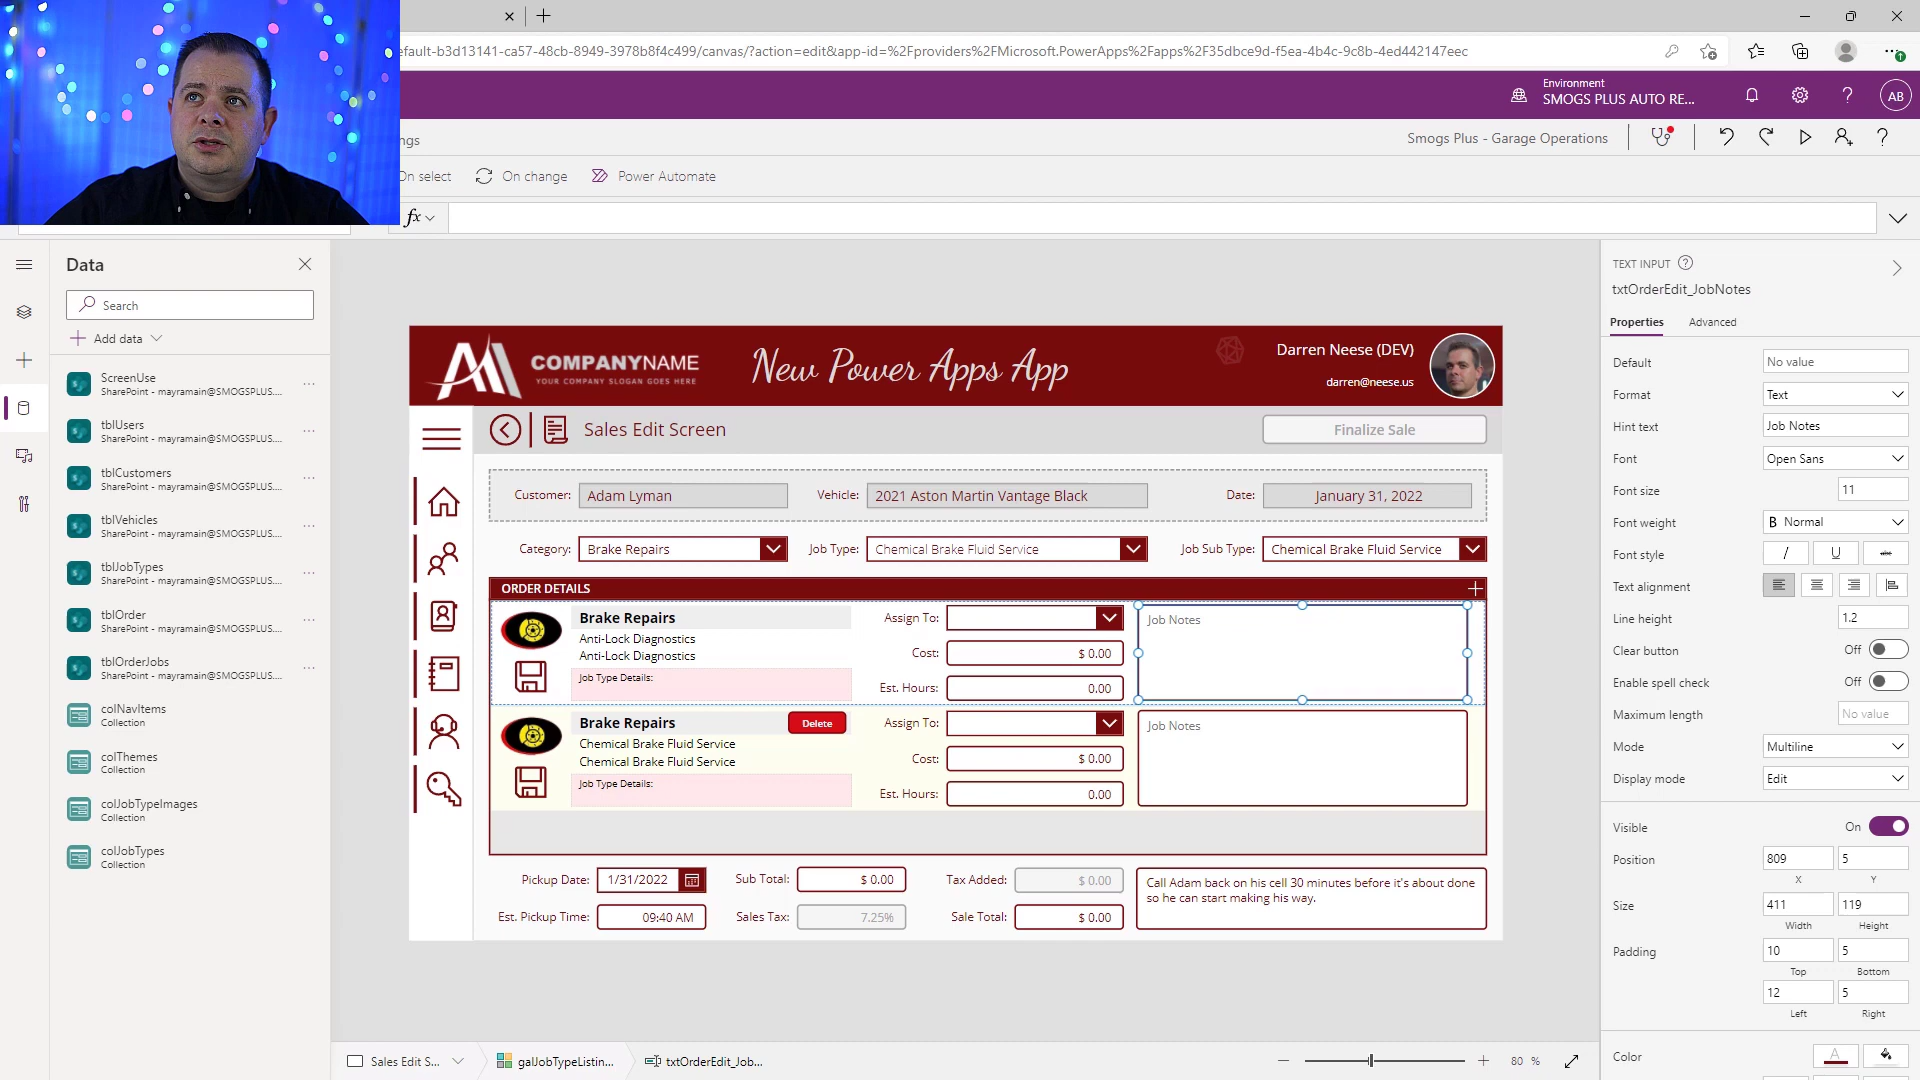 efault-b3d13141-ca57-48cb-8949-3978b8f4c499/canvas/?action=edit&app-id=%2Fproviders%2FMicrosoft.PowerApps%2Fapps%2F35dbce9d-f5ea-4b4c-9c8b-4ed442147eec
Environment
SMOGS PLUS AUTO RE...
AB
ngs
Smogs Plus - Garage Operations
On select
On change
Power Automate
fx
Data
Search
Add data
ScreenUse
SharePoint - mayramain@SMOGSPLUS....
tblUsers
SharePoint - mayramain@SMOGSPLUS....
tblCustomers
SharePoint - mayramain@SMOGSPLUS....
tblVehicles
SharePoint - mayramain@SMOGSPLUS....
tblJobTypes
SharePoint - mayramain@SMOGSPLUS....
tblOrder
SharePoint - mayramain@SMOGSPLUS....
tblOrderJobs
SharePoint - mayramain@SMOGSPLUS....
colNavItems
Collection
colThemes
Collection
colJobTypeImages
Collection
colJobTypes
Collection
COMPANYNAME
YOUR COMPANY SLOGAN GOES HERE
New Power Apps App
Darren Neese (DEV)
darren@neese.us
Sales Edit Screen
Finalize Sale
Customer: Adam Lyman
Vehicle: 2021 Aston Martin Vantage Black
Date: January 31, 2022
Category: Brake Repairs
Job Type: Chemical Brake Fluid Service
Job Sub Type: Chemical Brake Fluid Service
ORDER DETAILS
Brake Repairs
Anti-Lock Diagnostics
Anti-Lock Diagnostics
Job Type Details:
Assign To:
Cost: $ 0.00
Est. Hours: 0.00
Job Notes
Brake Repairs
Delete
Chemical Brake Fluid Service
Chemical Brake Fluid Service
Job Type Details:
Assign To:
Cost: $ 0.00
Est. Hours: 0.00
Job Notes
Pickup Date: 1/31/2022
Sub Total: $ 0.00
Tax Added: $ 0.00
Est. Pickup Time: 09:40 AM
Sales Tax: 7.25%
Sale Total: $ 0.00
Call Adam back on his cell 30 minutes before it's about done
so he can start making his way.
TEXT INPUT
txtOrderEdit_JobNotes
Properties
Advanced
Default No value
Format Text
Hint text Job Notes
Font Open Sans
Font size 11
Font weight B Normal
Font style / U abc
Text alignment
Line height 1.2
Clear button Off
Enable spell check Off
Maximum length No value
Mode Multiline
Display mode Edit
Visible On
Position 809 5
X Y
Size 411 119
Width Height
Padding 10 5
Top Bottom
12 5
Left Right
Color A
Sales Edit S...
galJobTypeListin...
txtOrderEdit_Job...
80 %